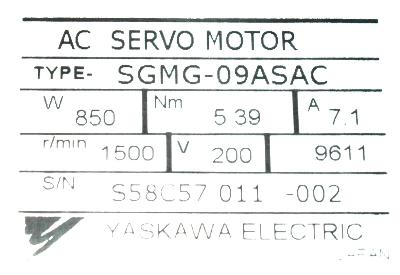 AC SERVO MOTOR
TYPE- SGMG-09ASAC
W 850 Nm 5.39 A 7.1
r/min 1500 V 200 9611
S/N S58C57 011 -002
YASKAWA ELECTRIC
JAPAN